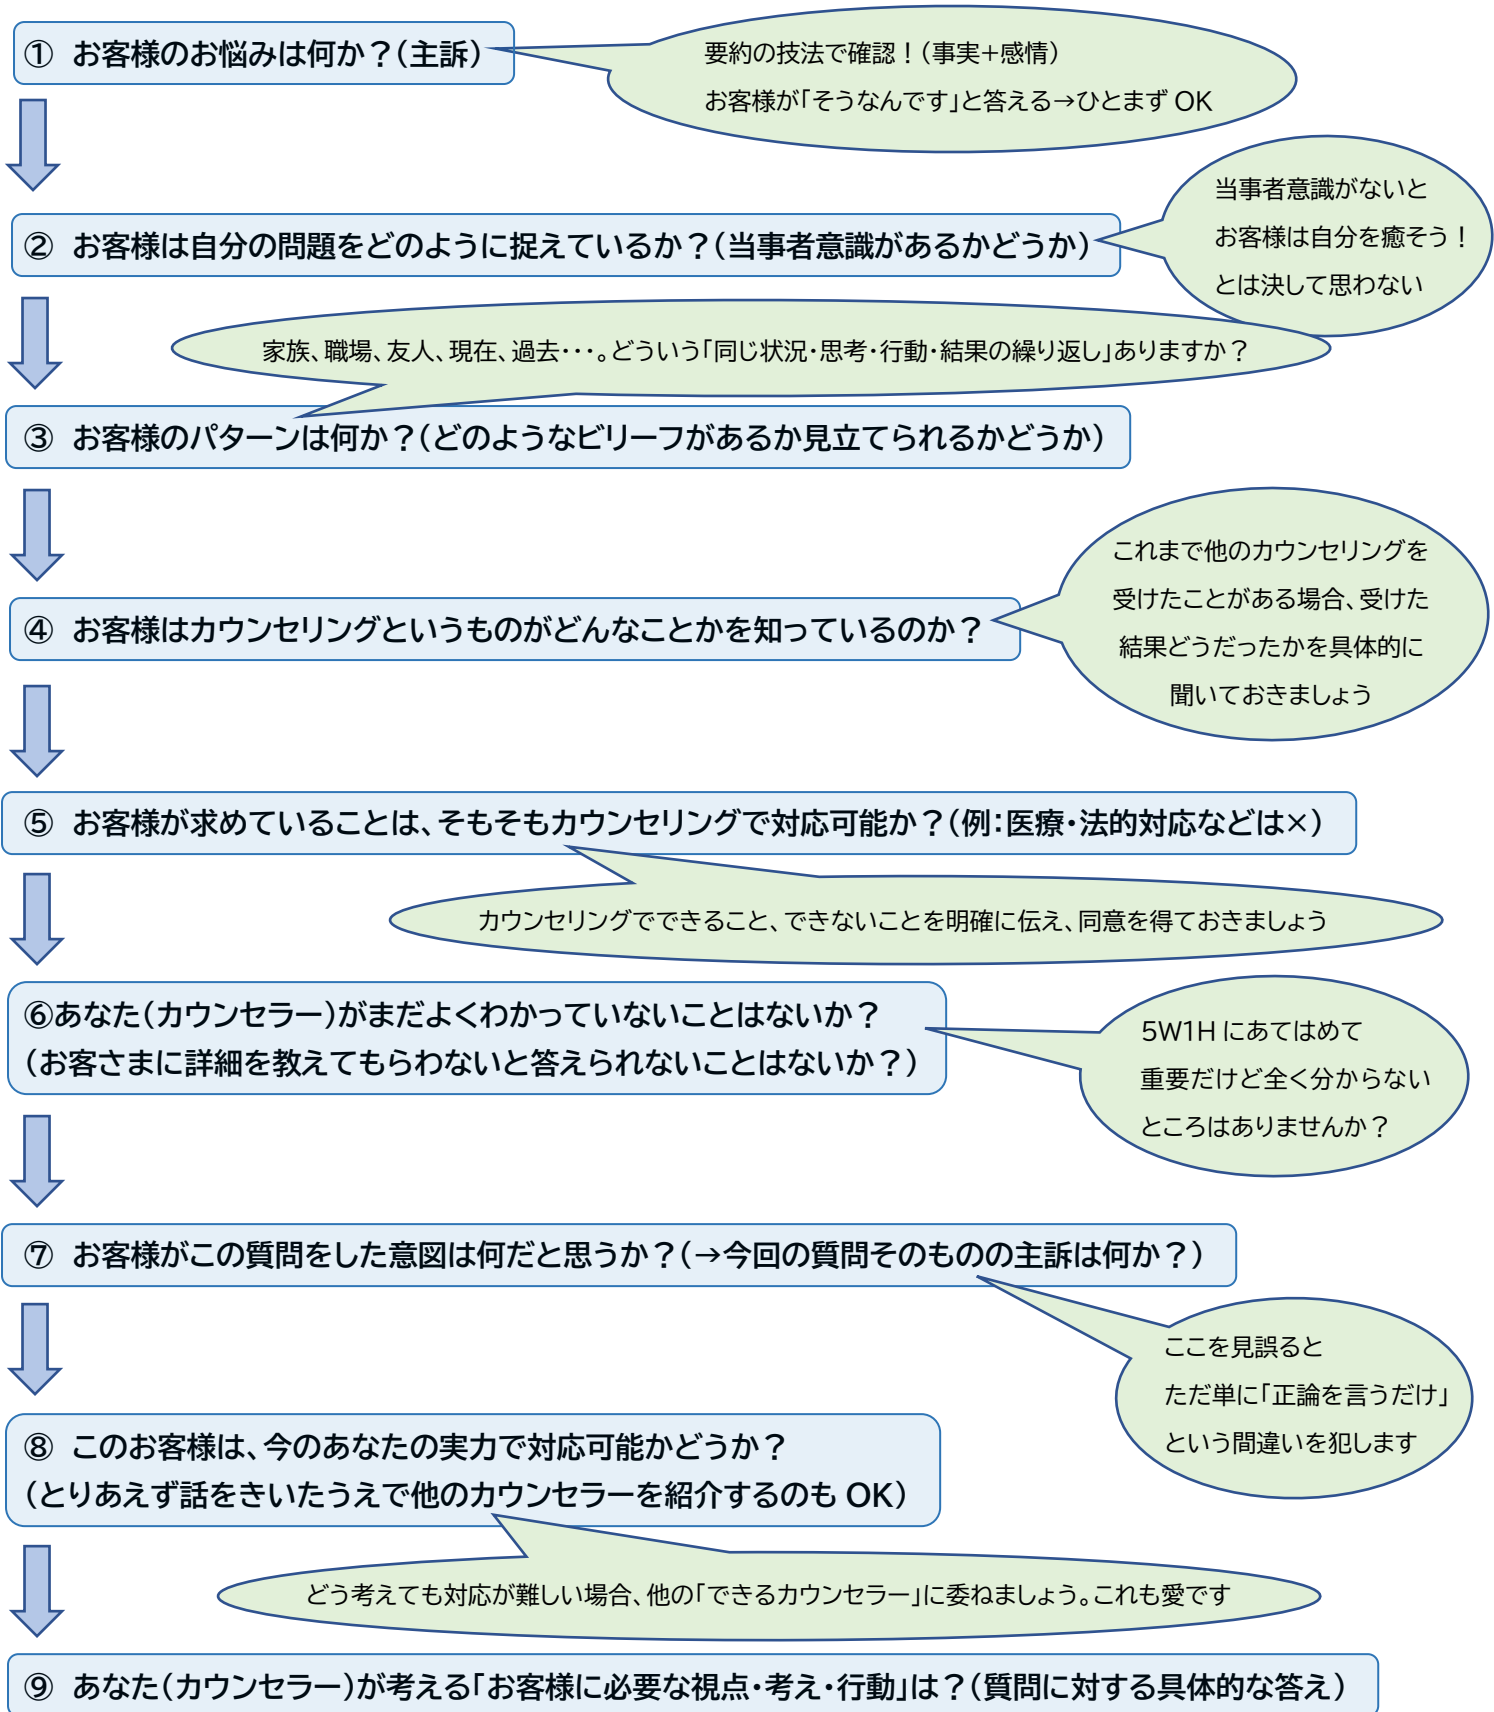 ① お客様のお悩みは何か？（主訴）
要約の技法で確認！（事実＋感情）
お客様が「そうなんです」と答える→ひとまず OK
当事者意識がないと
お客様は自分を癒そう！
とは決して思わない
② お客様は自分の問題をどのように捉えているか？（当事者意識があるかどうか）
家族、職場、友人、現在、過去・・・。どういう「同じ状況・思考・行動・結果の繰り返し」ありますか？
③ お客様のパターンは何か？（どのようなビリーフがあるか見立てられるかどうか）
④ お客様はカウンセリングというものがどんなことかを知っているのか？
これまで他のカウンセリングを
受けたことがある場合、受けた
結果どうだったかを具体的に
聞いておきましょう
⑤ お客様が求めていることは、そもそもカウンセリングで対応可能か？（例：医療・法的対応などは×）
カウンセリングでできること、できないことを明確に伝え、同意を得ておきましょう
⑥あなた（カウンセラー）がまだよくわかっていないことはないか？
（お客さまに詳細を教えてもらわないと答えられないことはないか？）
5W1H にあてはめて
重要だけど全く分からない
ところはありませんか？
⑦ お客様がこの質問をした意図は何だと思うか？（→今回の質問そのものの主訴は何か？）
ここを見誤ると
ただ単に「正論を言うだけ」
という間違いを犯します
⑧ このお客様は、今のあなたの実力で対応可能かどうか？
（とりあえず話をきいたうえで他のカウンセラーを紹介するのも OK）
どう考えても対応が難しい場合、他の「できるカウンセラー」に委ねましょう。これも愛です
⑨ あなた（カウンセラー）が考える「お客様に必要な視点・考え・行動」は？（質問に対する具体的な答え）